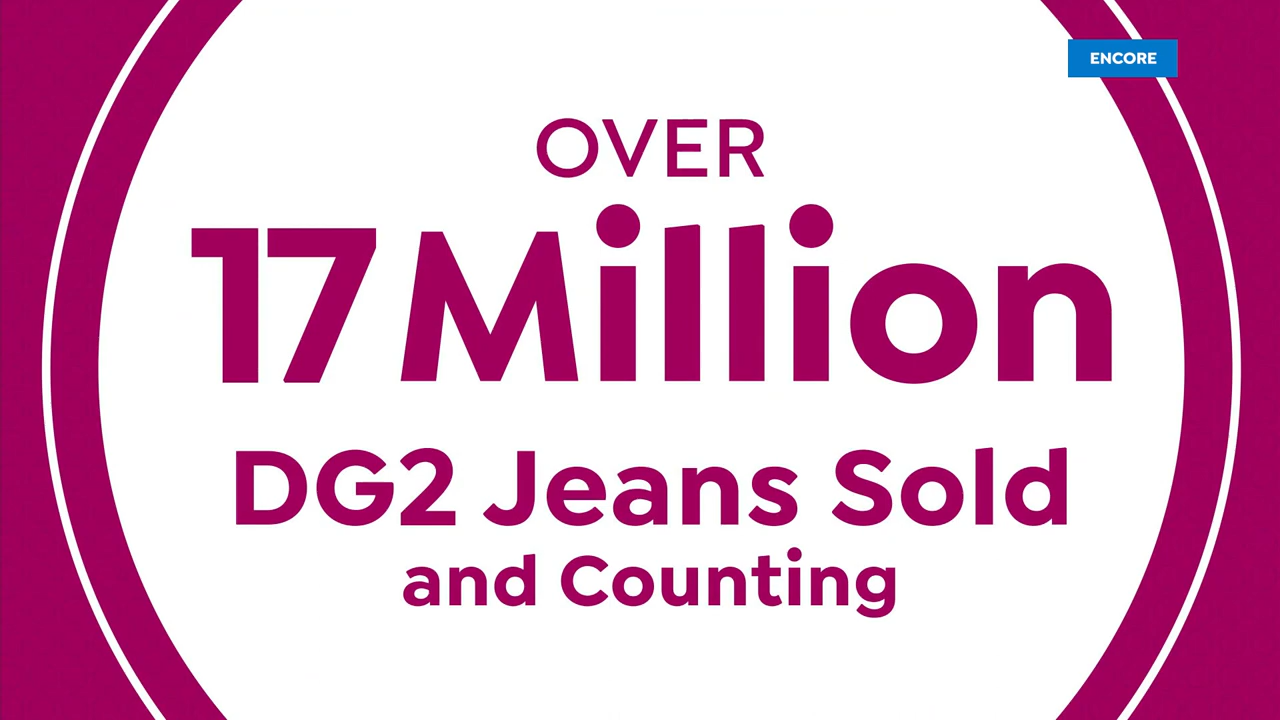 ENCORE
OVER
17 Million
DG2 Jeans Sold
and Counting